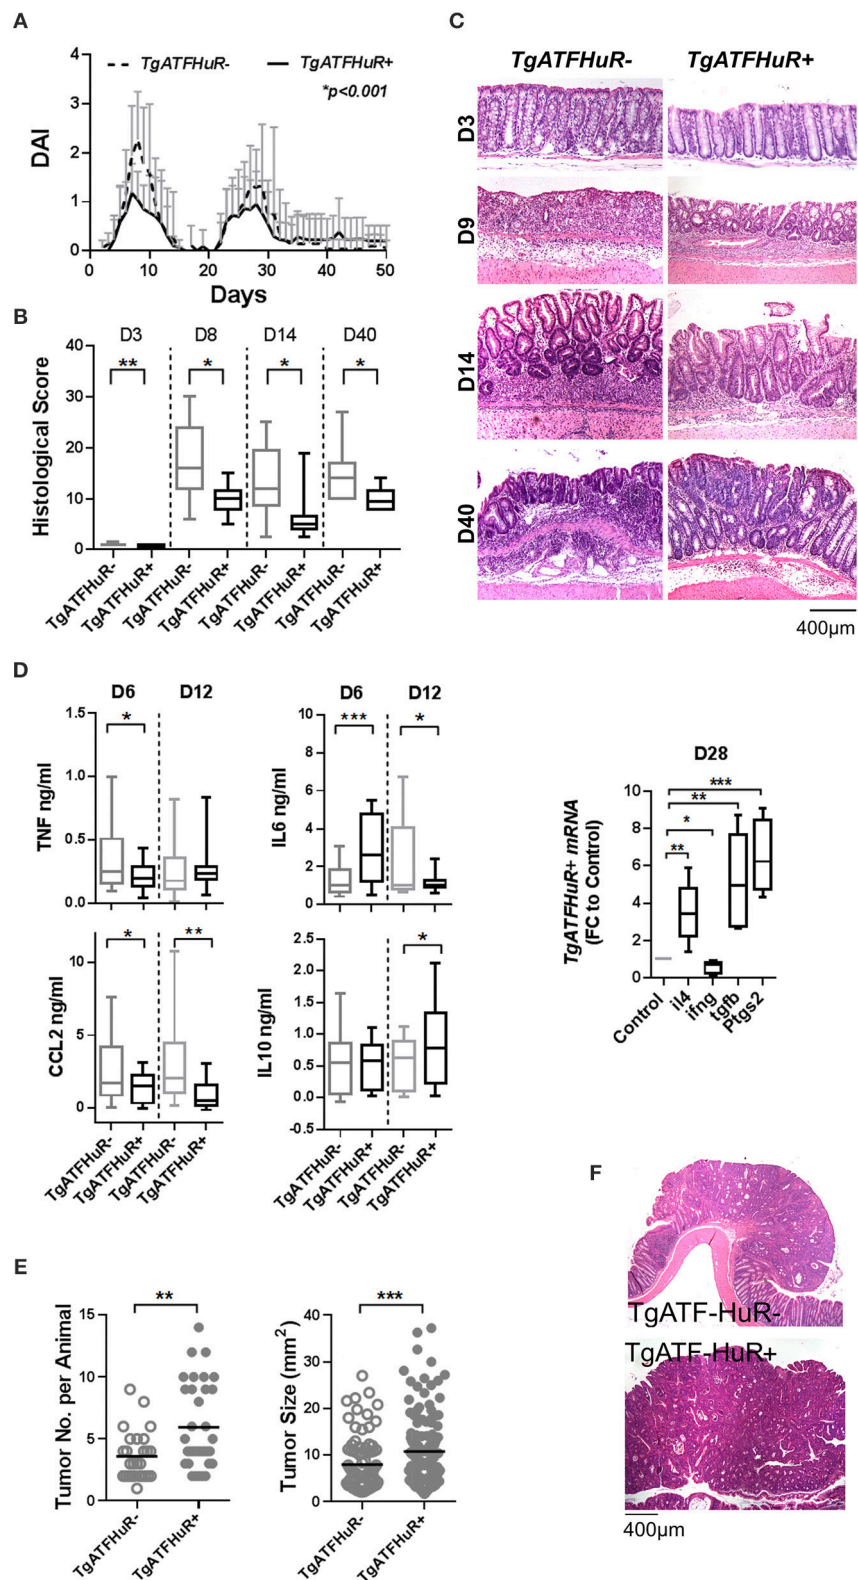 A
TgATFHuR-
TgATFHuR+
*p<0.001
DAI
4
3
2
1
0
0
10
20
30
40
50
Days
B
D3
D8
D14
D40
**
*
*
*
Histological Score
40
30
20
10
0
TgATFHuR-
TgATFHuR+
TgATFHuR-
TgATFHuR+
TgATFHuR-
TgATFHuR+
TgATFHuR-
TgATFHuR+
C
TgATFHuR-
TgATFHuR+
D3
D9
D14
D40
400µm
D
D6
D12
TNF ng/ml
1.5
1.0
0.5
0.0
*
D6
D12
IL6 ng/ml
10
8
6
4
2
0
***
*
CCL2 ng/ml
10
5
0
*
**
TgATFHuR-
TgATFHuR+
TgATFHuR-
TgATFHuR+
IL10 ng/ml
2.5
2.0
1.5
1.0
0.5
0.0
-0.5
*
TgATFHuR-
TgATFHuR+
TgATFHuR-
TgATFHuR+
D28
TgATFHuR+ mRNA
(FC to Control)
10
8
6
4
2
0
***
**
*
**
Control
il4
ifng
tgfb
Ptgs2
E
Tumor No. per Animal
15
10
5
0
**
TgATFHuR-
TgATFHuR+
Tumor Size (mm²)
40
30
20
10
0
***
TgATFHuR-
TgATFHuR+
F
TgATF-HuR-
TgATF-HuR+
400µm